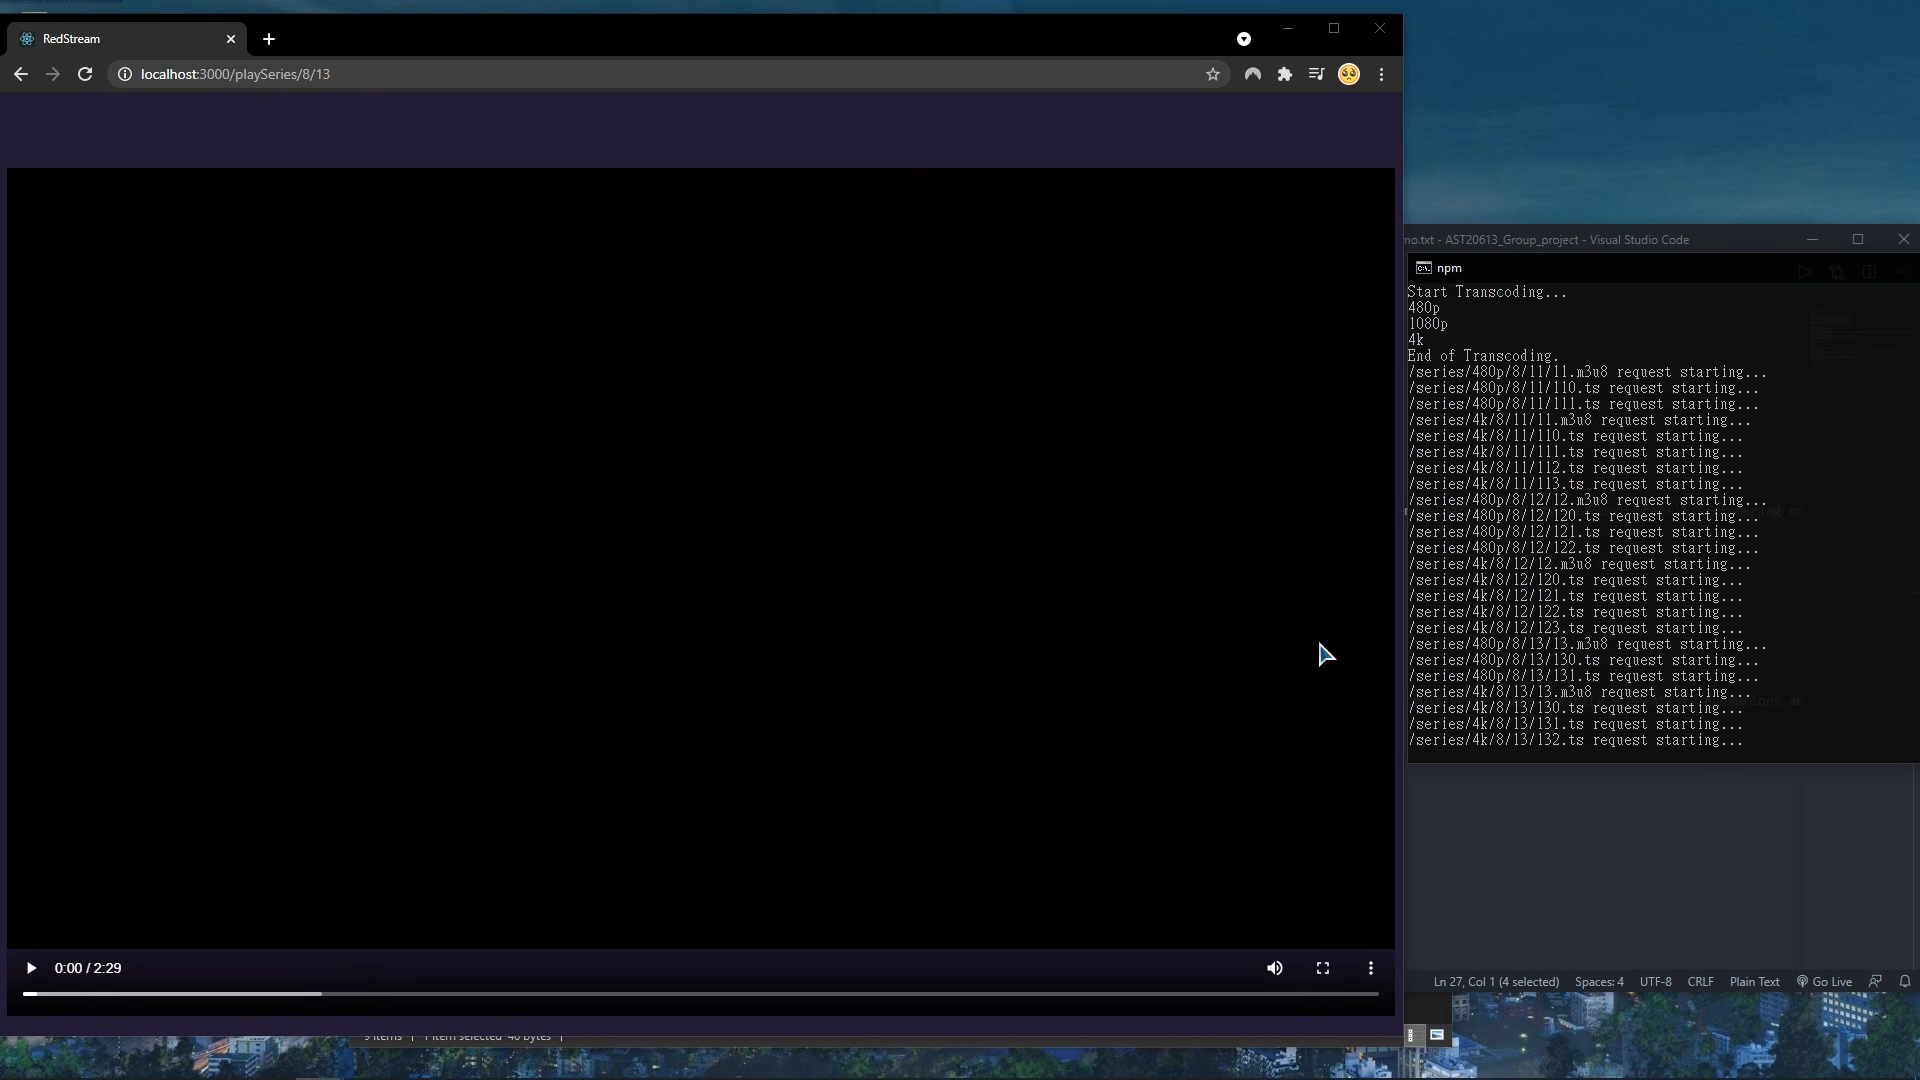 RedStream
localhost:3000/playSeries/8/13
mo.txt - AST20613_Group_project - Visual Studio Code
npm
Start Transcoding...
480p
1080p
4k
End of Transcoding.
/series/480p/8/11/11.m3u8 request starting...
/series/480p/8/11/110.ts request starting...
/series/480p/8/11/111.ts request starting...
/series/4k/8/11/11.m3u8 request starting...
/series/4k/8/11/110.ts request starting...
/series/4k/8/11/111.ts request starting...
/series/4k/8/11/112.ts request starting...
/series/4k/8/11/113.ts request starting...
/series/480p/8/12/12.m3u8 request starting...
/series/480p/8/12/120.ts request starting...
/series/480p/8/12/121.ts request starting...
/series/480p/8/12/122.ts request starting...
/series/4k/8/12/12.m3u8 request starting...
/series/4k/8/12/120.ts request starting...
/series/4k/8/12/121.ts request starting...
/series/4k/8/12/122.ts request starting...
/series/4k/8/12/123.ts request starting...
/series/480p/8/13/13.m3u8 request starting...
/series/480p/8/13/130.ts request starting...
/series/480p/8/13/131.ts request starting...
/series/4k/8/13/13.m3u8 request starting...
/series/4k/8/13/130.ts request starting...
/series/4k/8/13/131.ts request starting...
/series/4k/8/13/132.ts request starting...
0:00 / 2:29
Ln 27, Col 1 (4 selected) Spaces: 4 UTF-8 CRLF Plain Text Go Live
9 items 1 item selected 40 bytes